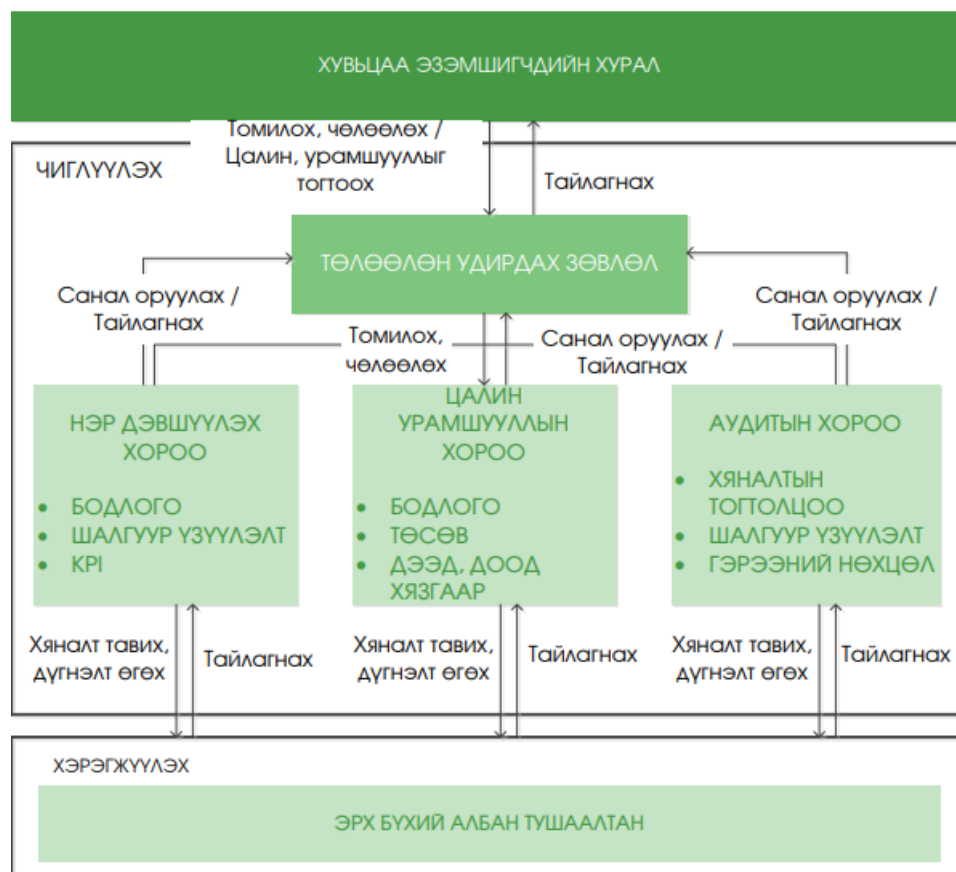 ХУВЬЦАА ЭЗЭМШИГЧДИЙН ХУРАЛ
Томилох, чөлөөлөх /
Цалин, урамшууллыг
тогтоох
Тайлагнах
ЧИГЛҮҮЛЭХ
ТӨЛӨӨЛӨН УДИРДАХ ЗӨВЛӨЛ
Санал оруулах /
Тайлагнах
Томилох,
чөлөөлөх
Санал оруулах /
Тайлагнах
Санал оруулах /
Тайлагнах
НЭР ДЭВШҮҮЛЭХ
ХОРОО
• БОДЛОГО
• ШАЛГУУР ҮЗҮҮЛЭЛТ
• KPI
ЦАЛИН
УРАМШУУЛЛЫН
ХОРОО
• БОДЛОГО
• ТӨСӨВ
• ДЭЭД, ДООД
ХЯЗГААР
АУДИТЫН ХОРОО
• ХЯНАЛТЫН
ТОГТОЛЦОО
• ШАЛГУУР ҮЗҮҮЛЭЛТ
• ГЭРЭЭНИЙ НӨХЦӨЛ
Хяналт тавих,
дүгнэлт өгөх
Тайлагнах
Хяналт тавих,
дүгнэлт өгөх
Тайлагнах
Хяналт тавих,
дүгнэлт өгөх
Тайлагнах
ХЭРЭГЖҮҮЛЭХ
ЭРХ БҮХИЙ АЛБАН ТУШААЛТАН